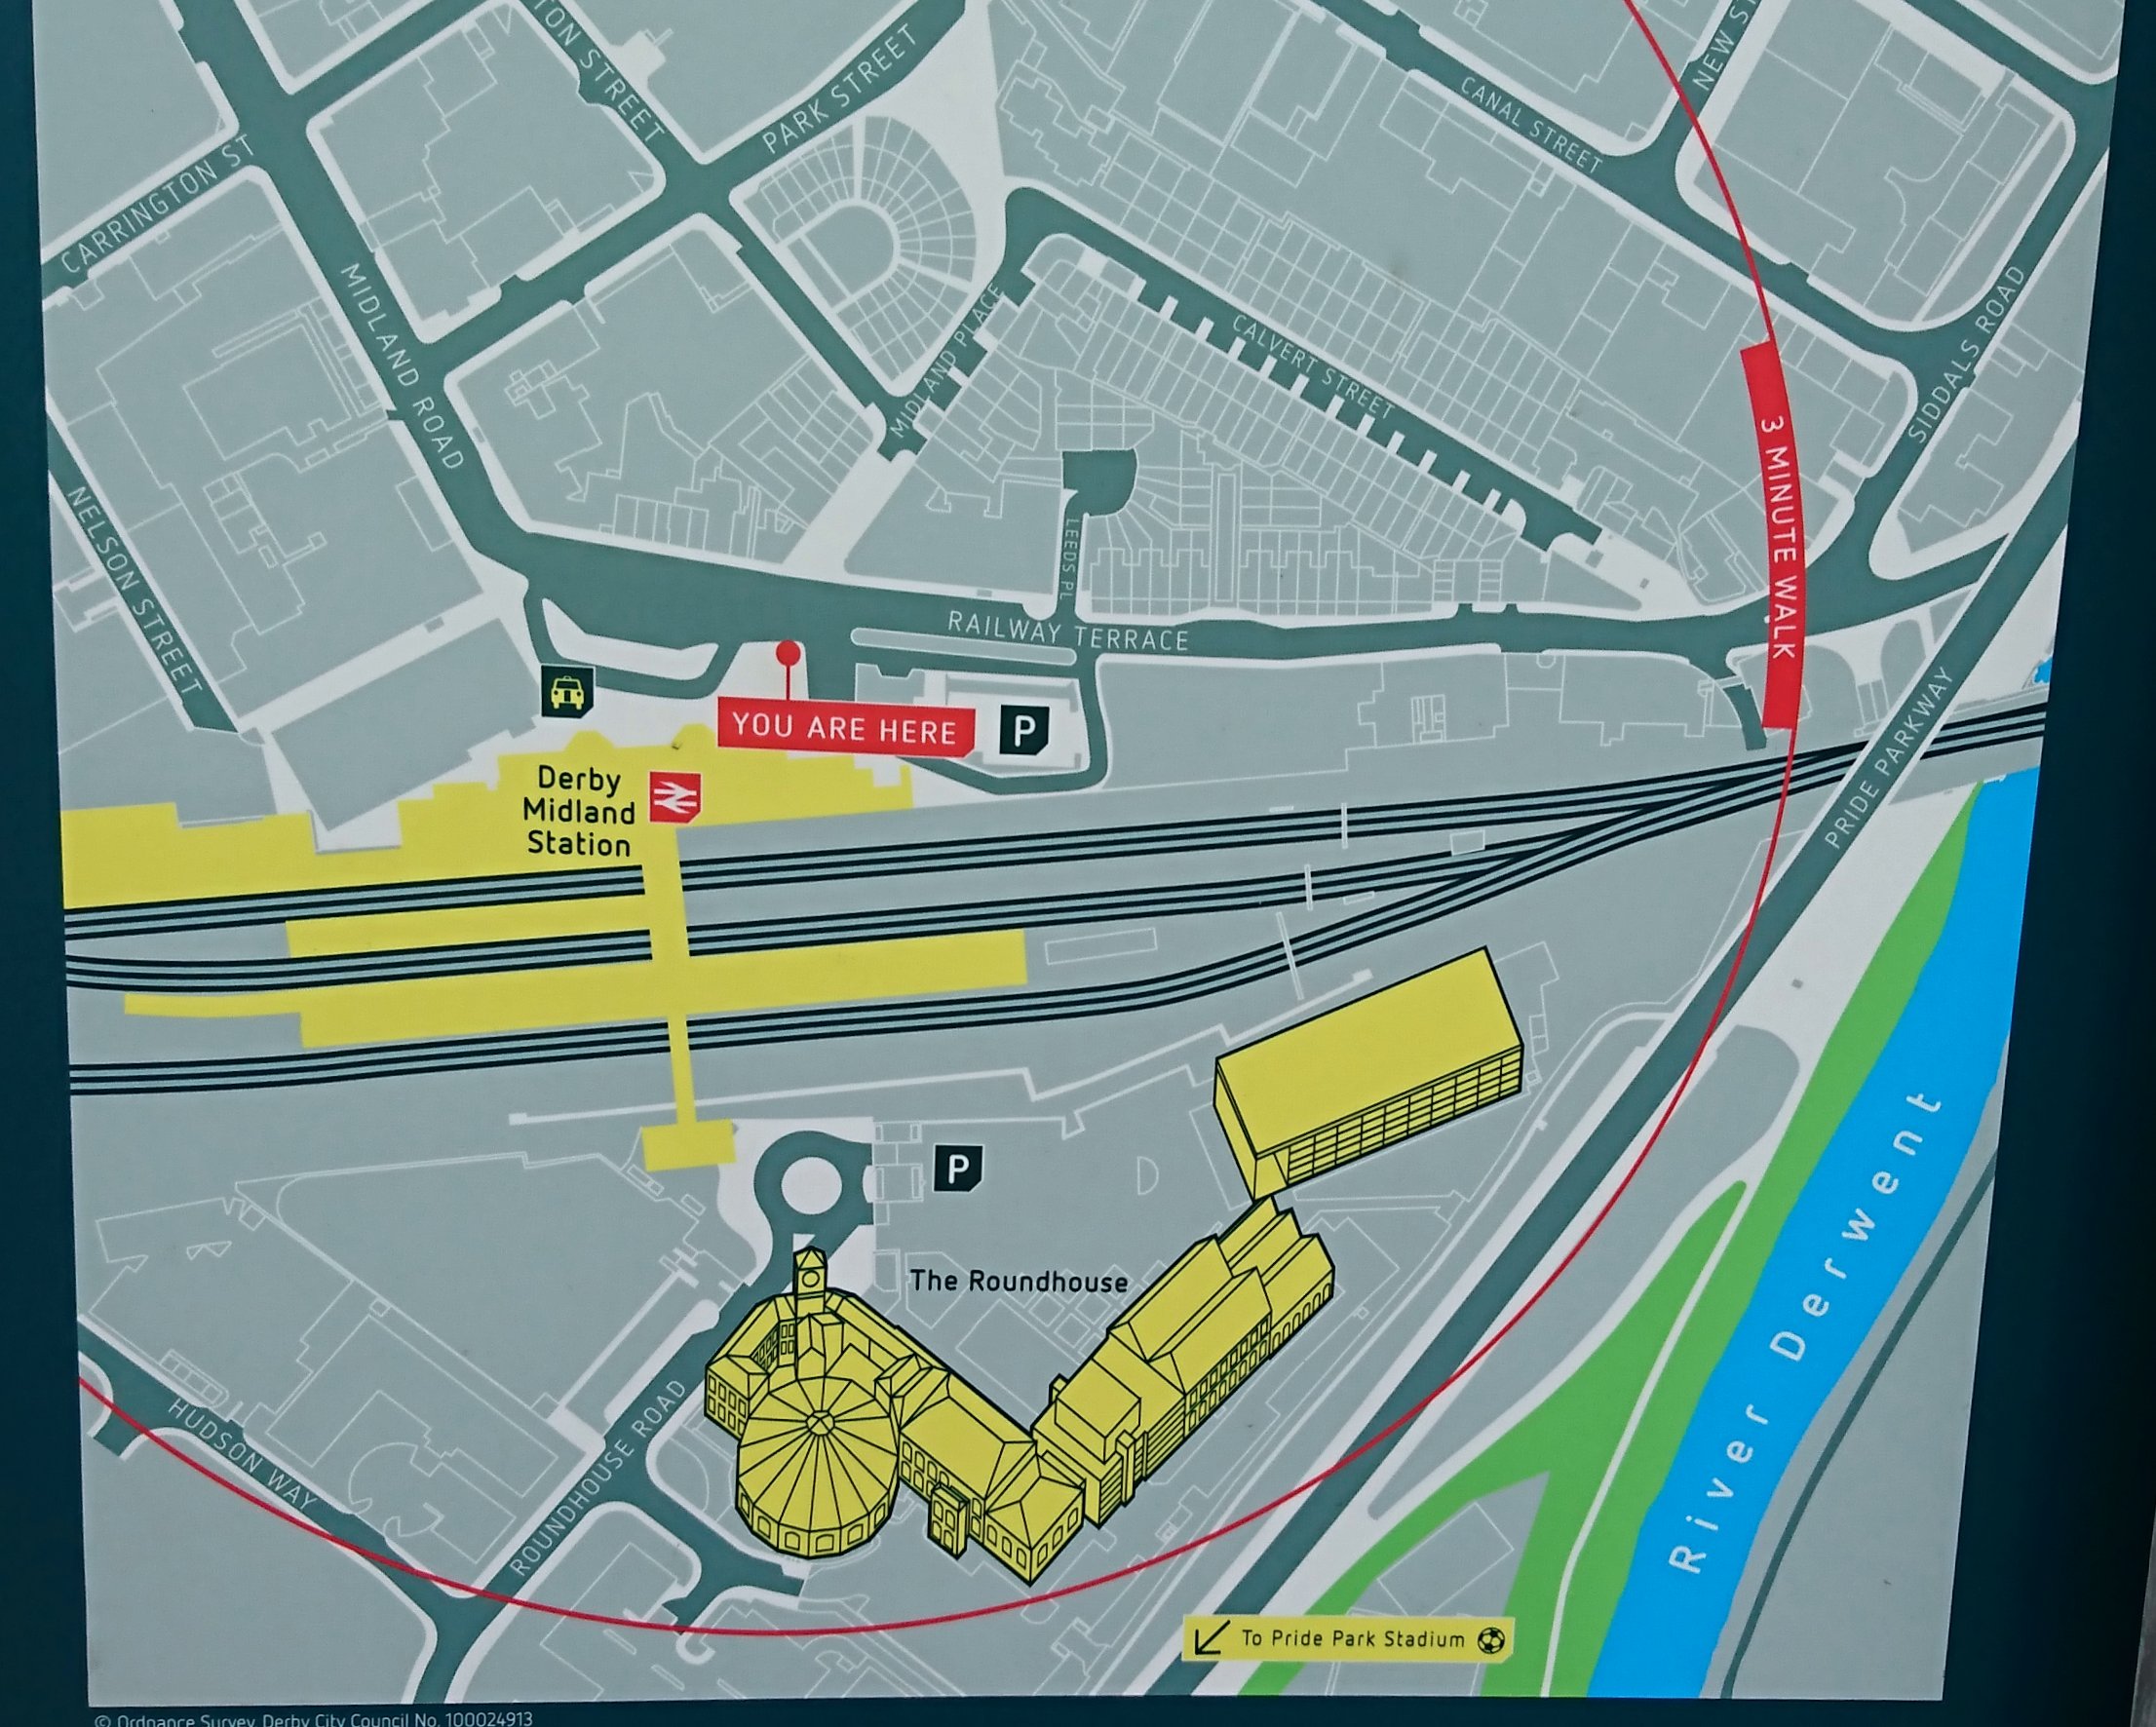 TON STREET
PARK STREET
NEW ST
CANAL STREET
CARRINGTON ST
MIDLAND ROAD
MIDLAND PLACE
CALVERT STREET
SIDDALS ROAD
3 MINUTE WALK
NELSON STREET
LEEDS PL
RAILWAY TERRACE
YOU ARE HERE
P
PRIDE PARKWAY
Derby
Midland
Station
P
The Roundhouse
River Derwent
HUDSON WAY
ROUNDHOUSE ROAD
To Pride Park Stadium
© Ordnance Survey Derby City Council No. 100024913